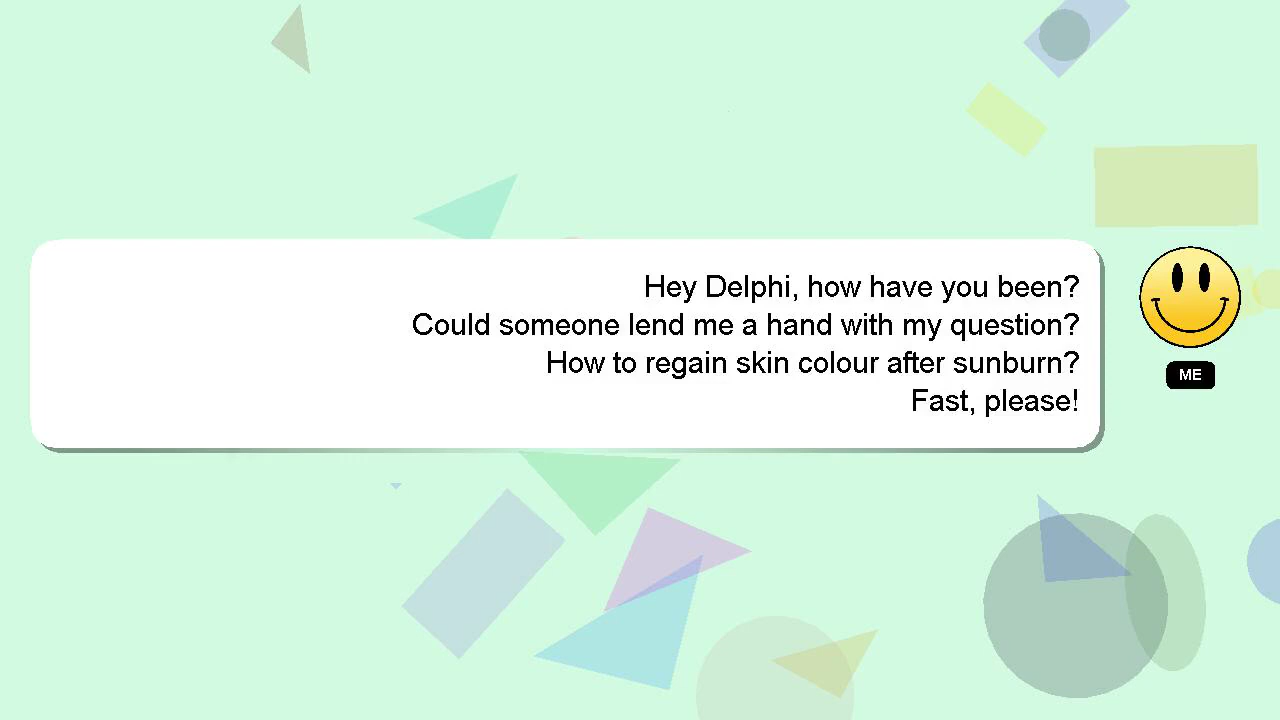 Hey Delphi, how have you been?
Could someone lend me a hand with my question?
How to regain skin colour after sunburn?
Fast, please!
ME